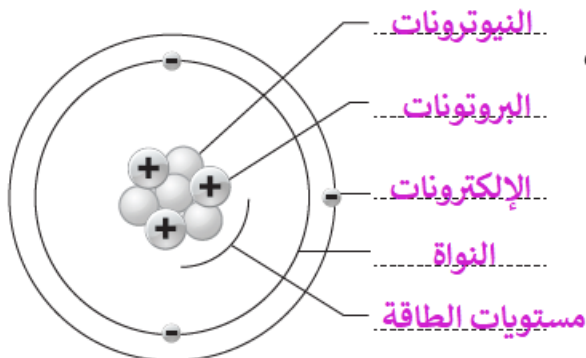 النيوترونات
البروتونات
الإلكترونات
النواة
مستويات الطاقة